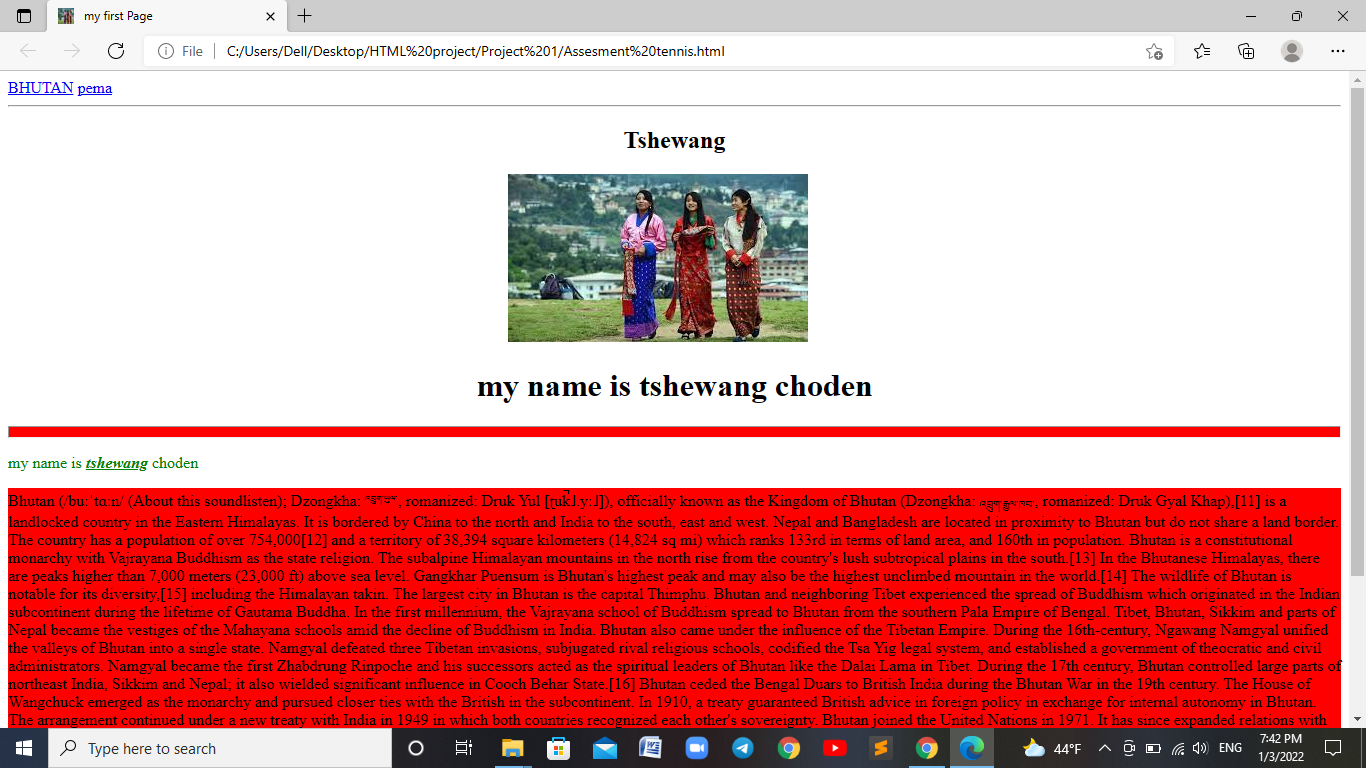 my first Page
File
C:/Users/Dell/Desktop/HTML%20project/Project%201/Assesment%20tennis.html
BHUTAN pema
Tshewang
my name is tshewang choden
my name is tshewang choden
Bhutan (/buːˈtɑːn/ (About this soundlisten); Dzongkha: འབྲུག་ཡུལ་, romanized: Druk Yul [ʈuk̚˩.yː˩]), officially known as the Kingdom of Bhutan (Dzongkha: འབྲུག་རྒྱལ་ཁབ་, romanized: Druk Gyal Khap),[11] is a
landlocked country in the Eastern Himalayas. It is bordered by China to the north and India to the south, east and west. Nepal and Bangladesh are located in proximity to Bhutan but do not share a land border.
The country has a population of over 754,000[12] and a territory of 38,394 square kilometers (14,824 sq mi) which ranks 133rd in terms of land area, and 160th in population. Bhutan is a constitutional
monarchy with Vajrayana Buddhism as the state religion. The subalpine Himalayan mountains in the north rise from the country's lush subtropical plains in the south.[13] In the Bhutanese Himalayas, there
are peaks higher than 7,000 meters (23,000 ft) above sea level. Gangkhar Puensum is Bhutan's highest peak and may also be the highest unclimbed mountain in the world.[14] The wildlife of Bhutan is
notable for its diversity,[15] including the Himalayan takin. The largest city in Bhutan is the capital Thimphu. Bhutan and neighboring Tibet experienced the spread of Buddhism which originated in the Indian
subcontinent during the lifetime of Gautama Buddha. In the first millennium, the Vajrayana school of Buddhism spread to Bhutan from the southern Pala Empire of Bengal. Tibet, Bhutan, Sikkim and parts of
Nepal became the vestiges of the Mahayana schools amid the decline of Buddhism in India. Bhutan also came under the influence of the Tibetan Empire. During the 16th-century, Ngawang Namgyal unified
the valleys of Bhutan into a single state. Namgyal defeated three Tibetan invasions, subjugated rival religious schools, codified the Tsa Yig legal system, and established a government of theocratic and civil
administrators. Namgyal became the first Zhabdrung Rinpoche and his successors acted as the spiritual leaders of Bhutan like the Dalai Lama in Tibet. During the 17th century, Bhutan controlled large parts of
northeast India, Sikkim and Nepal; it also wielded significant influence in Cooch Behar State.[16] Bhutan ceded the Bengal Duars to British India during the Bhutan War in the 19th century. The House of
Wangchuck emerged as the monarchy and pursued closer ties with the British in the subcontinent. In 1910, a treaty guaranteed British advice in foreign policy in exchange for internal autonomy in Bhutan.
The arrangement continued under a new treaty with India in 1949 in which both countries recognized each other's sovereignty. Bhutan joined the United Nations in 1971. It has since expanded relations with
Type here to search
44°F
ENG
7:42 PM
1/3/2022